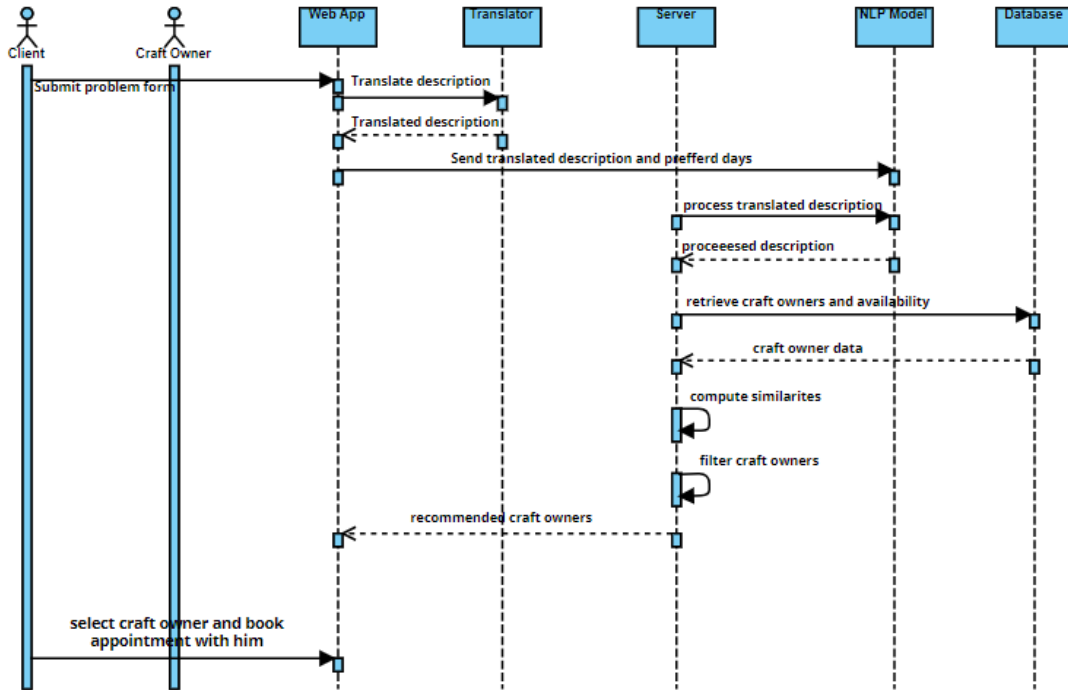 Web App
Translator
Server
NLP Model
Database
Client
Craft Owner
Submit problem form
Translate description
Translated description
Send translated description and prefferd days
process translated description
proceeesed description
retrieve craft owners and availability
craft owner data
compute similarites
filter craft owners
recommended craft owners
select craft owner and book
appointment with him